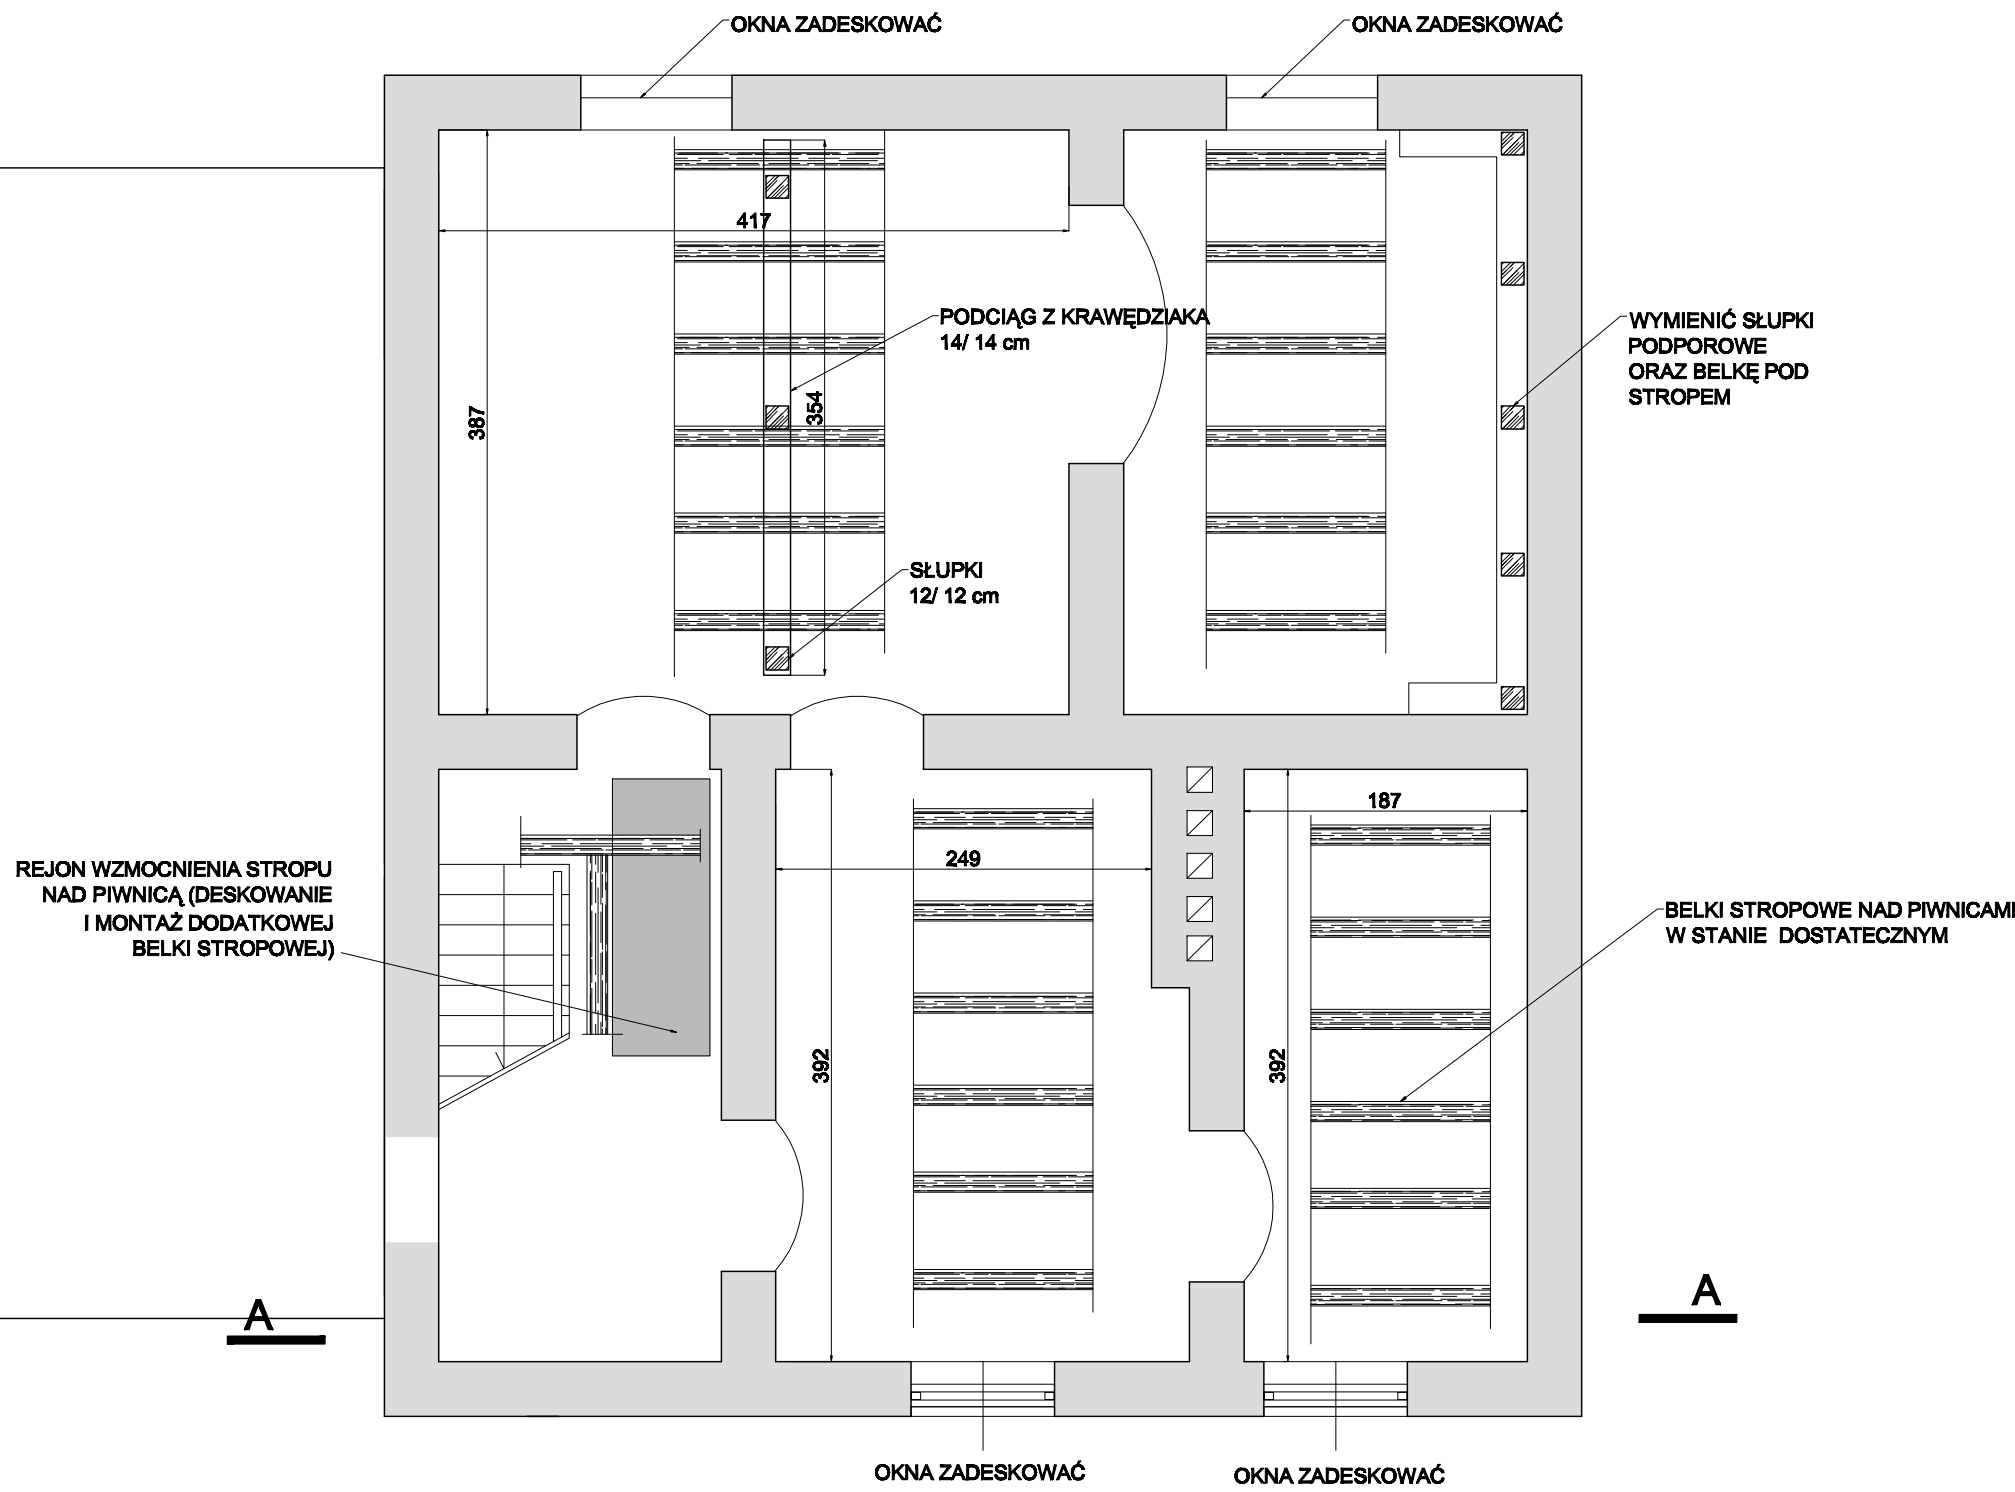 OKNA ZADESKOWAĆ
OKNA ZADESKOWAĆ
417
PODCIĄG Z KRAWĘDZIAKA
14/ 14 cm
WYMIENIĆ SŁUPKI
PODPOROWE
ORAZ BELKĘ POD
STROPEM
387
354
SŁUPKI
12/ 12 cm
187
249
REJON WZMOCNIENIA STROPU
NAD PIWNICĄ (DESKOWANIE
I MONTAŻ DODATKOWEJ
BELKI STROPOWEJ)
BELKI STROPOWE NAD PIWNICAMI
W STANIE DOSTATECZNYM
392
392
A
A
OKNA ZADESKOWAĆ
OKNA ZADESKOWAĆ